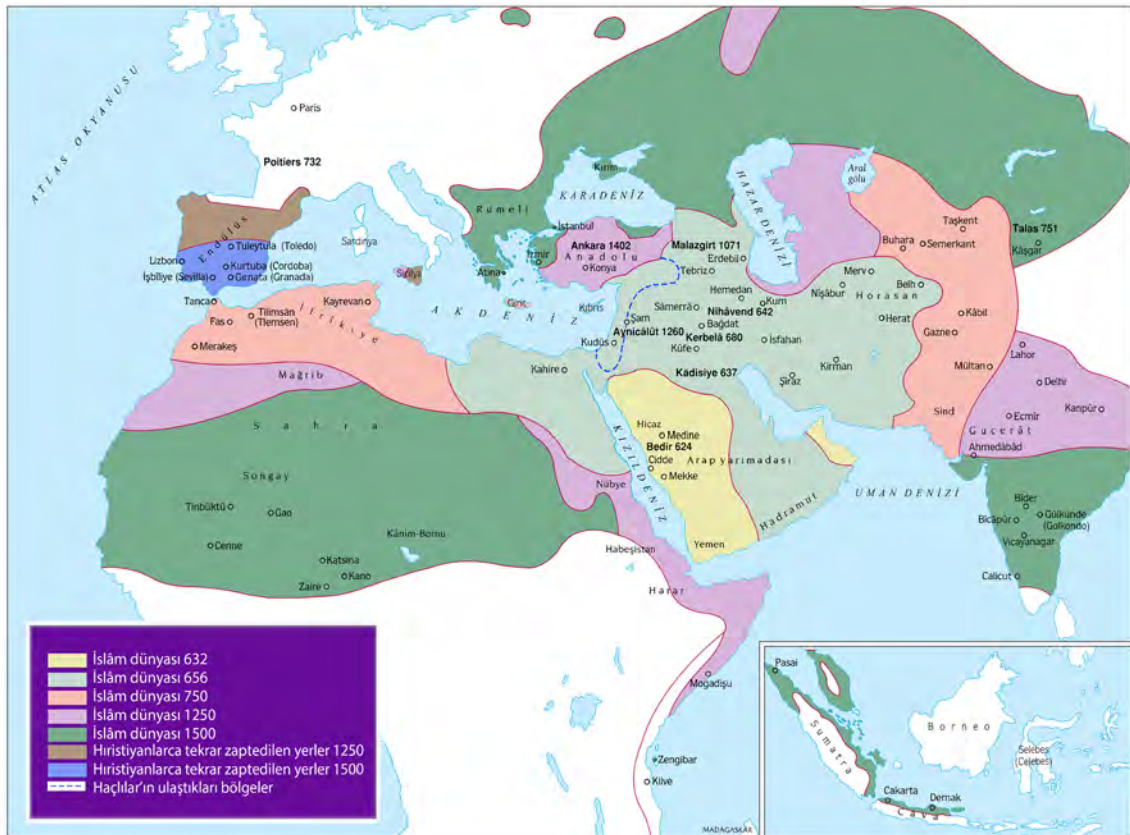 ATLAS OKYANUSU
Paris
Poitiers 732
Endülüs
Tuleytula (Toledo)
Lizbon
Kurtuba (Cordoba)
İşbîliye (Sevilla)
Gırnata (Granada)
Sardinya
Sicilya
Rumeli
Kırım
KARADENİZ
İstanbul
Ankara 1402
Anadolu
İzmir
Konya
Atina
Girit
Kıbrıs
AKDENİZ
HAZAR DENİZİ
Aral
gölü
Malazgirt 1071
Erdebil
Tebriz
Taşkent
Buhara
Semerkant
Talas 751
Kâşgar
Merv
Belh
Nîşâbur
Horasan
Hemedan
Kum
Sâmerrâ
Nihâvend 642
Bağdat
Şam
Aynicâlût 1260
Kerbelâ 680
Kudüs
Kûfe
İsfahan
Herat
Kâbil
Gazne
Kadisiye 637
Şîraz
Kirman
Mültan
Lahor
Delhi
Sind
Ecmîr
Kanpûr
Gucerât
Ahmedâbâd
Tanca
Tilimsân
(Tlemsen)
Kayrevan
Fas
İfrîkıye
Merakeş
Mağrib
Kahire
Sahra
Songay
Tinbüktü
Gao
Cenne
Kânim-Bornu
Katsina
Kano
Zaire
Nübye
KIZILDENİZ
Hicaz
Medine
Bedir 624
Cidde
Mekke
Arap yarımadası
Hadramut
Yemen
UMAN DENİZİ
Habeşistan
Harar
Mogadişu
Zengibar
Kilve
MADAGASKAR
Bîder
Bîcâpûr
Gülkünde
(Golkondo)
Vicayanagar
Calicut
İslâm dünyası 632
İslâm dünyası 656
İslâm dünyası 750
İslâm dünyası 1250
İslâm dünyası 1500
Hıristiyanlarca tekrar zaptedilen yerler 1250
Hıristiyanlarca tekrar zaptedilen yerler 1500
Haçlılar'ın ulaştıkları bölgeler
Pasai
Sumatra
Borneo
Selebes
(Celebes)
Cakarta
Demak
Cava